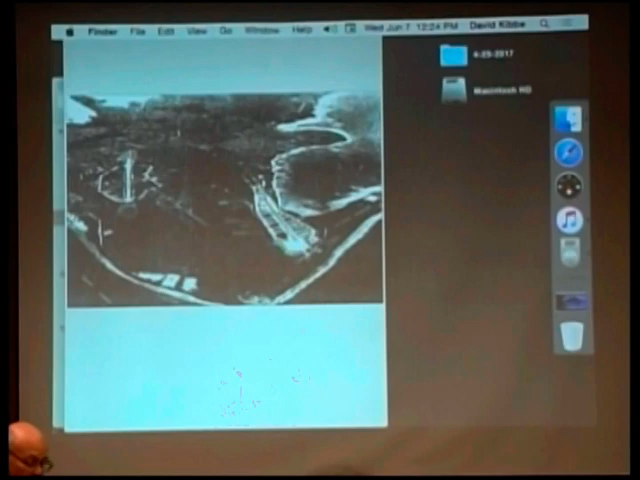 Finder File Edit View Go Window Help Wed Jun 7 12:24 PM David Kibbe
4-29-2017
Macintosh HD